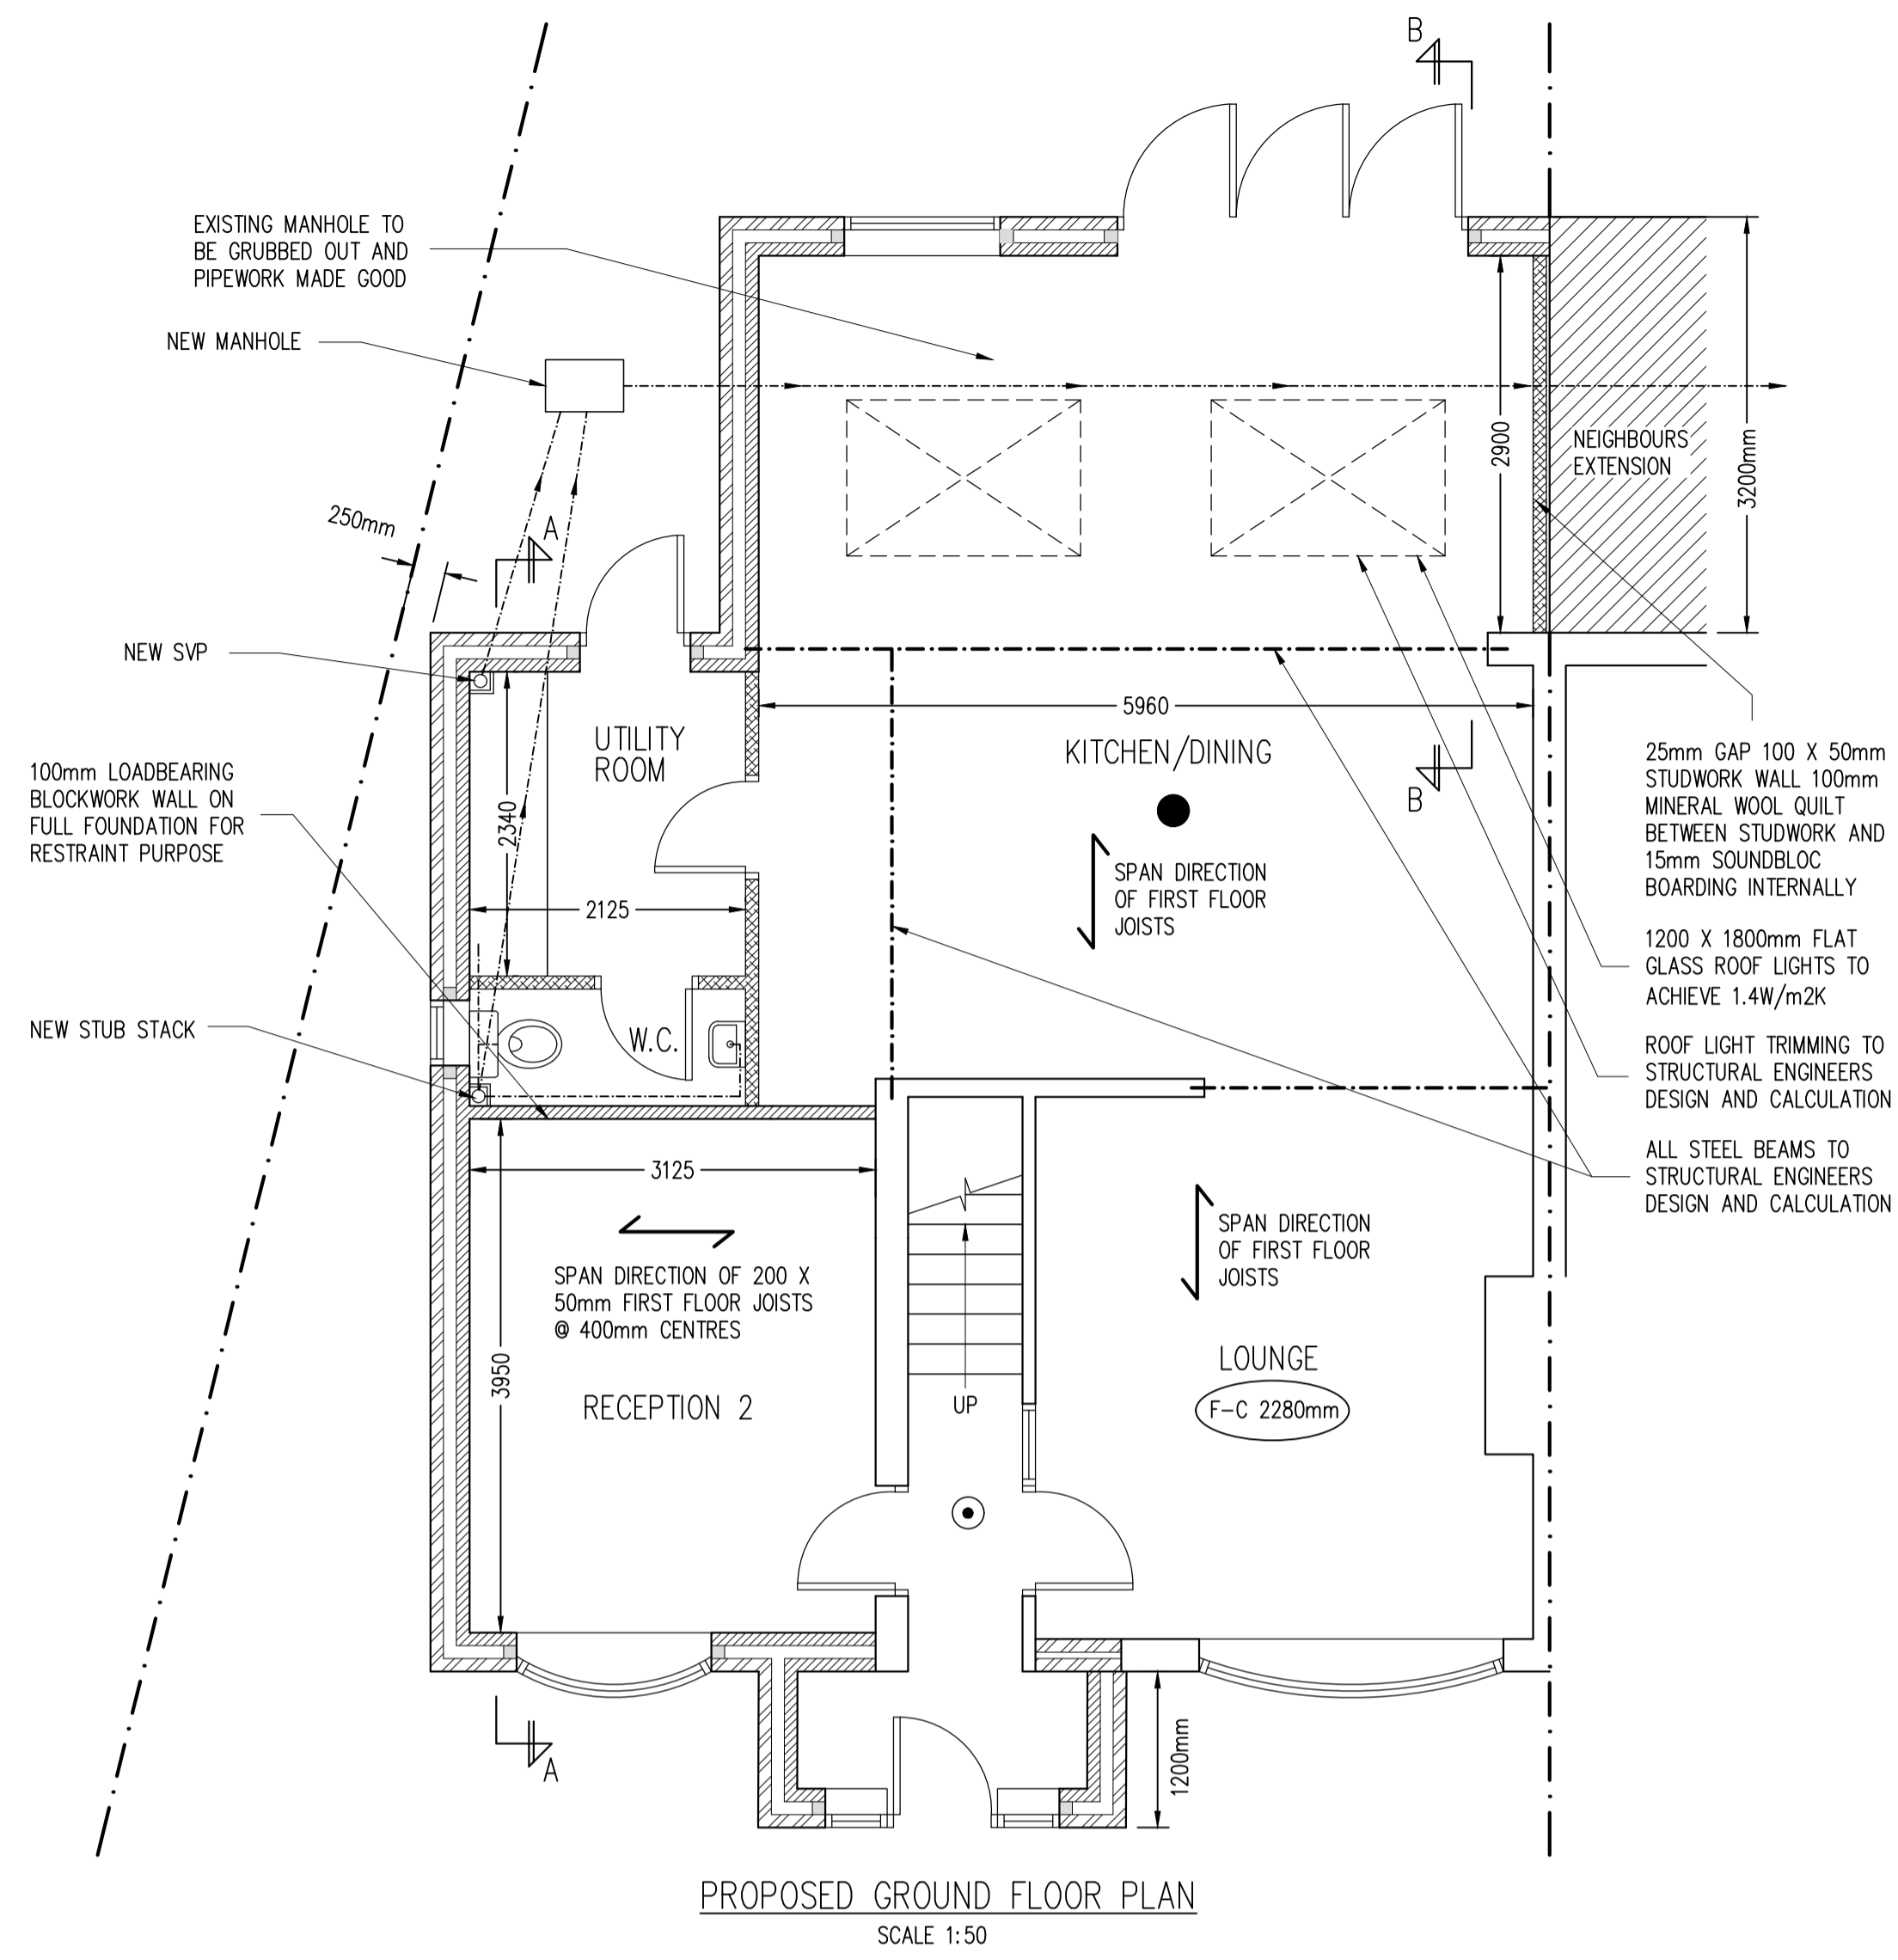 B
EXISTING MANHOLE TO
BE GRUBBED OUT AND
PIPEWORK MADE GOOD
NEW MANHOLE
2900
NEIGHBOURS
EXTENSION
3200mm
250mm
A
NEW SVP
5960
UTILITY
ROOM
KITCHEN/DINING
B
25mm GAP 100 X 50mm
STUDWORK WALL 100mm
MINERAL WOOL QUILT
BETWEEN STUDWORK AND
15mm SOUNDBLOC
BOARDING INTERNALLY
100mm LOADBEARING
BLOCKWORK WALL ON
FULL FOUNDATION FOR
RESTRAINT PURPOSE
2340
SPAN DIRECTION
OF FIRST FLOOR
JOISTS
2125
1200 X 1800mm FLAT
GLASS ROOF LIGHTS TO
ACHIEVE 1.4W/m2K
NEW STUB STACK
W.C.
ROOF LIGHT TRIMMING TO
STRUCTURAL ENGINEERS
DESIGN AND CALCULATION
3125
ALL STEEL BEAMS TO
STRUCTURAL ENGINEERS
DESIGN AND CALCULATION
SPAN DIRECTION
OF FIRST FLOOR
JOISTS
SPAN DIRECTION OF 200 X
50mm FIRST FLOOR JOISTS
@ 400mm CENTRES
3950
LOUNGE
RECEPTION 2
UP
F-C 2280mm
1200mm
A
PROPOSED GROUND FLOOR PLAN
SCALE 1:50